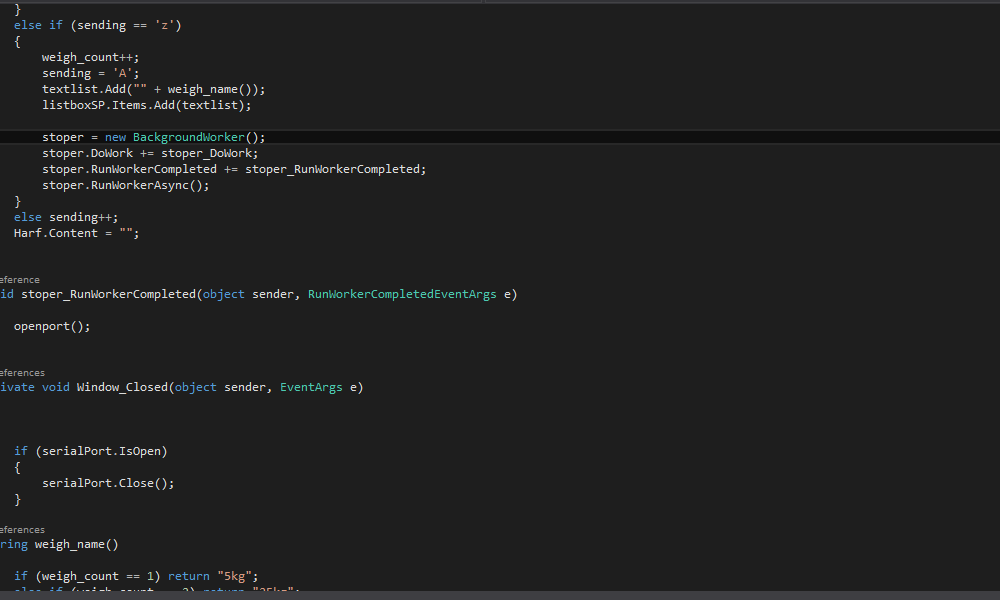 }
else if (sending == 'z')
{
weigh_count++;
sending = 'A';
textlist.Add("" + weigh_name());
listboxSP.Items.Add(textlist);
stoper = new BackgroundWorker();
stoper.DoWork += stoper_DoWork;
stoper.RunWorkerCompleted += stoper_RunWorkerCompleted;
stoper.RunWorkerAsync();
}
else sending++;
Harf.Content = "";
eference
id stoper_RunWorkerCompleted(object sender, RunWorkerCompletedEventArgs e)
openport();
eferences
ivate void Window_Closed(object sender, EventArgs e)
if (serialPort.IsOpen)
{
serialPort.Close();
}
eferences
ring weigh_name()
if (weigh_count == 1) return "5kg";